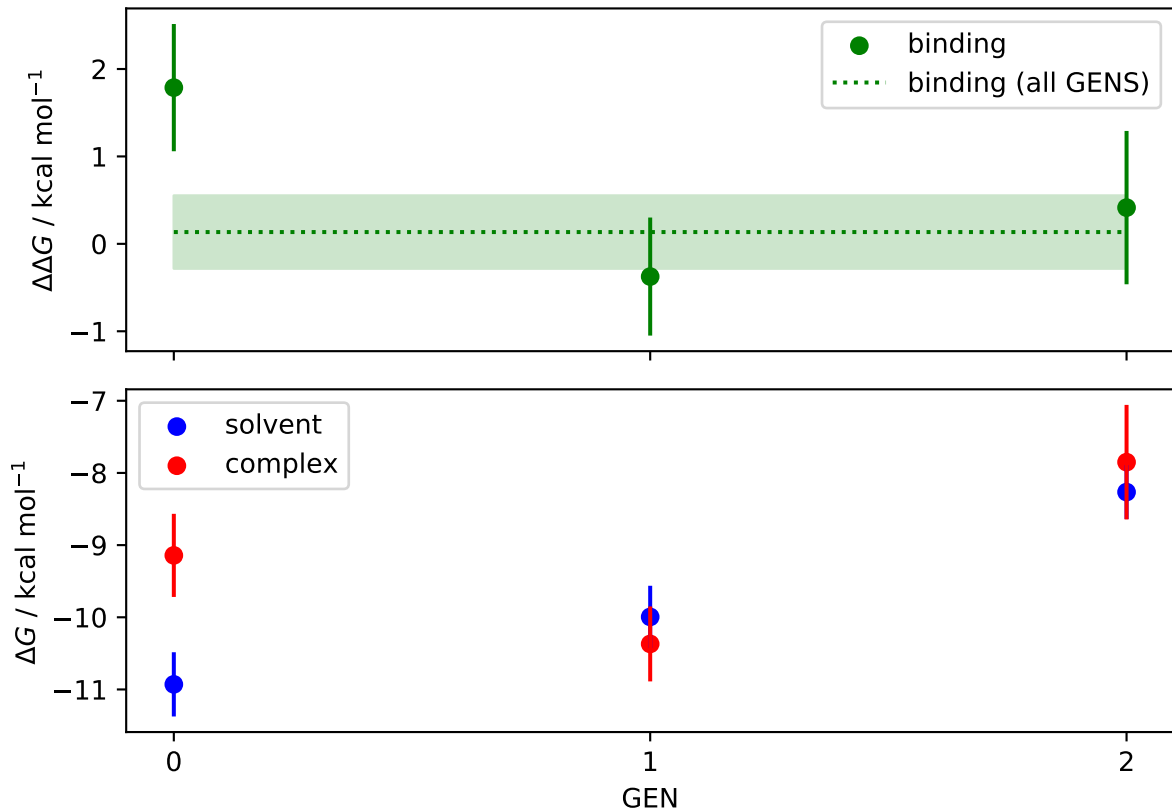 binding
binding (all GENS)
ΔΔG / kcal mol⁻¹
2
1
0
−1
solvent
complex
ΔG / kcal mol⁻¹
−7
−8
−9
−10
−11
0 1 2
GEN